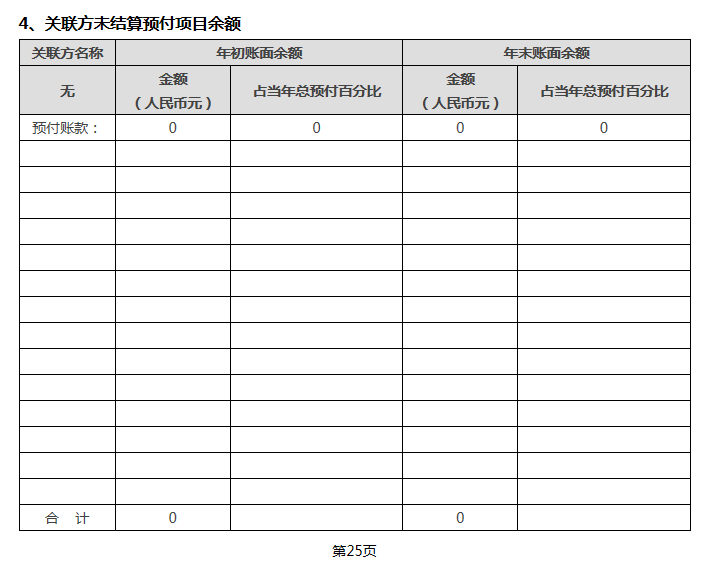 4、关联方未结算预付项目余额
关联方名称 年初账面余额 年末账面余额
无 金额（人民币元） 占当年总预付百分比 金额（人民币元） 占当年总预付百分比
预付账款： 0 0 0 0
合 计 0 0
第25页